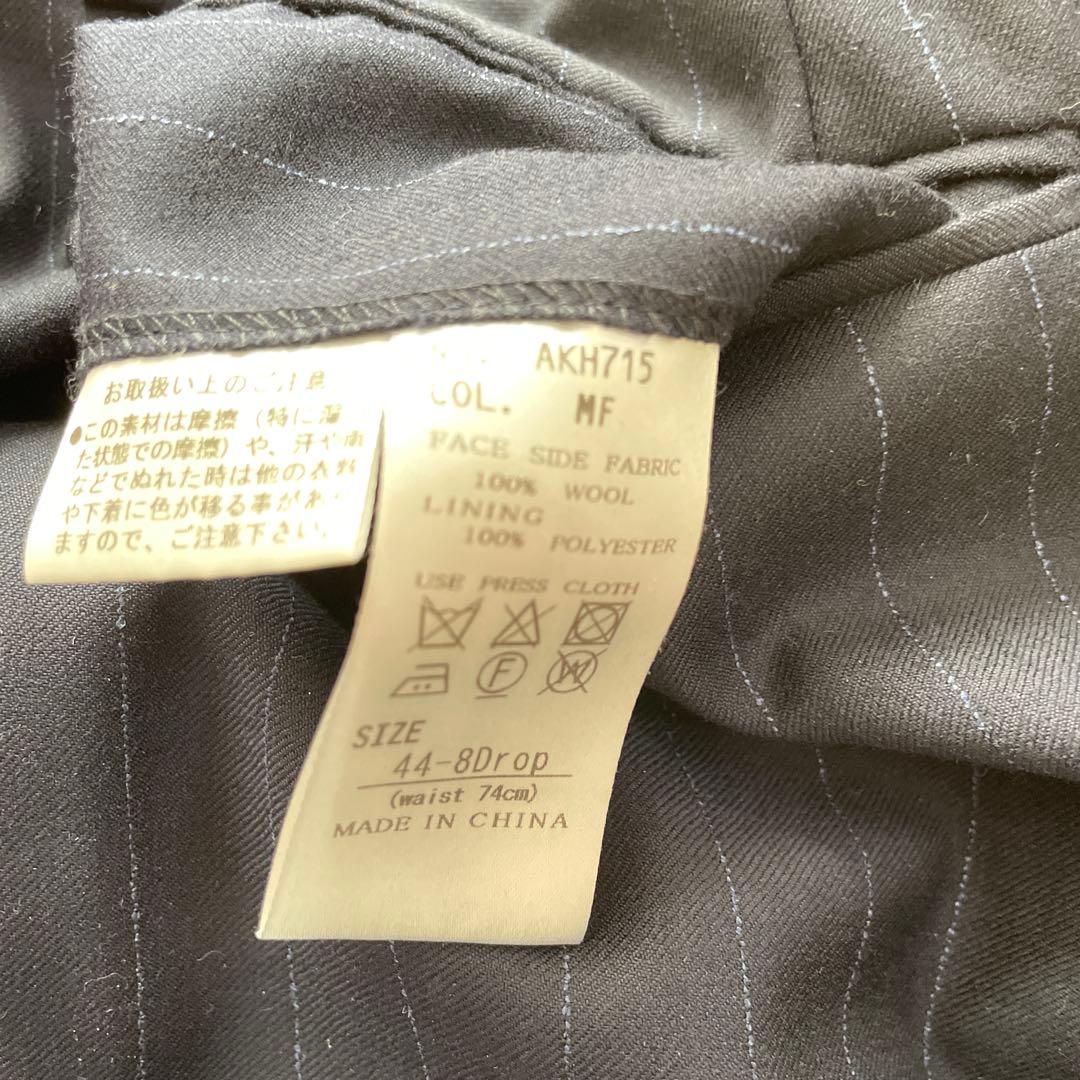 お取扱い上のご注意
●この素材は摩擦（特に湿
た状態での摩擦）や、汗や雨
などでぬれた時は他の衣類
や下着に色が移る事があり
ますので、ご注意下さい。
AKH715
COL. MF
FACE SIDE FABRIC
100% WOOL
LINING
100% POLYESTER
USE PRESS CLOTH
F
W
SIZE
44-8Drop
(waist 74cm)
MADE IN CHINA